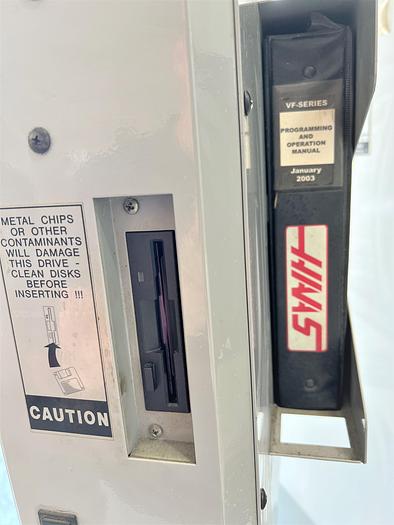 METAL CHIPS
OR OTHER
CONTAMINANTS
WILL DAMAGE
THIS DRIVE -
CLEAN DISKS
BEFORE
INSERTING !!!
CAUTION
VF-SERIES
PROGRAMMING
AND
OPERATION
MANUAL
January
2003
HAAS